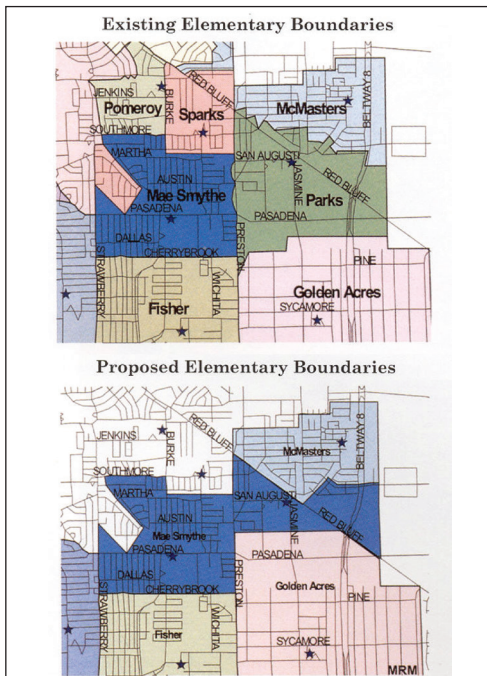 Existing Elementary Boundaries
JENKINS
Pomeroy
BURKE
RED BLUFF
McMasters
BELTWAY 8
SOUTHMORE
Sparks
MARTHA
SAN AUGUSTI
AUSTIN
JASMINE
RED BLUFF
Mae Smythe
Parks
PASADENA
PASADENA
DALLAS
CHERRYBROOK
PRESTON
STRAWBERRY
PINE
Fisher
WICHITA
Golden Acres
SYCAMORE
Proposed Elementary Boundaries
JENKINS
BURKE
RED BLUFF
McMasters
BELTWAY 8
SOUTHMORE
MARTHA
SAN AUGUSTI
AUSTIN
JASMINE
RED BLUFF
Mae Smythe
PASADENA
PASADENA
DALLAS
CHERRYBROOK
PRESTON
STRAWBERRY
Golden Acres
PINE
Fisher
WICHITA
SYCAMORE
MRM